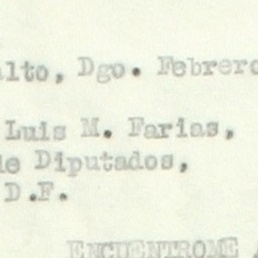 alto, Dgo. Febrero
Luis M. Farias,
de Diputados,
D.F.
ENCUENTROME A